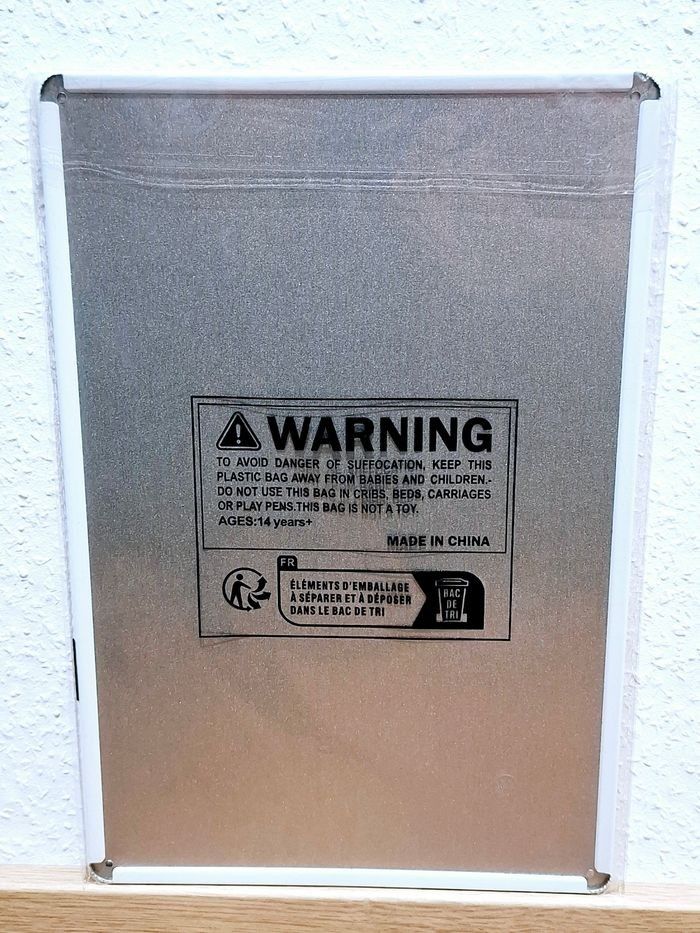 WARNING
TO AVOID DANGER OF SUFFOCATION, KEEP THIS
PLASTIC BAG AWAY FROM BABIES AND CHILDREN.-
DO NOT USE THIS BAG IN CRIBS, BEDS, CARRIAGES
OR PLAY PENS.THIS BAG IS NOT A TOY.
AGES:14 years+
MADE IN CHINA
FR
ÉLÉMENTS D'EMBALLAGE
À SÉPARER ET À DÉPOSER
DANS LE BAC DE TRI
BAC
DE
TRI